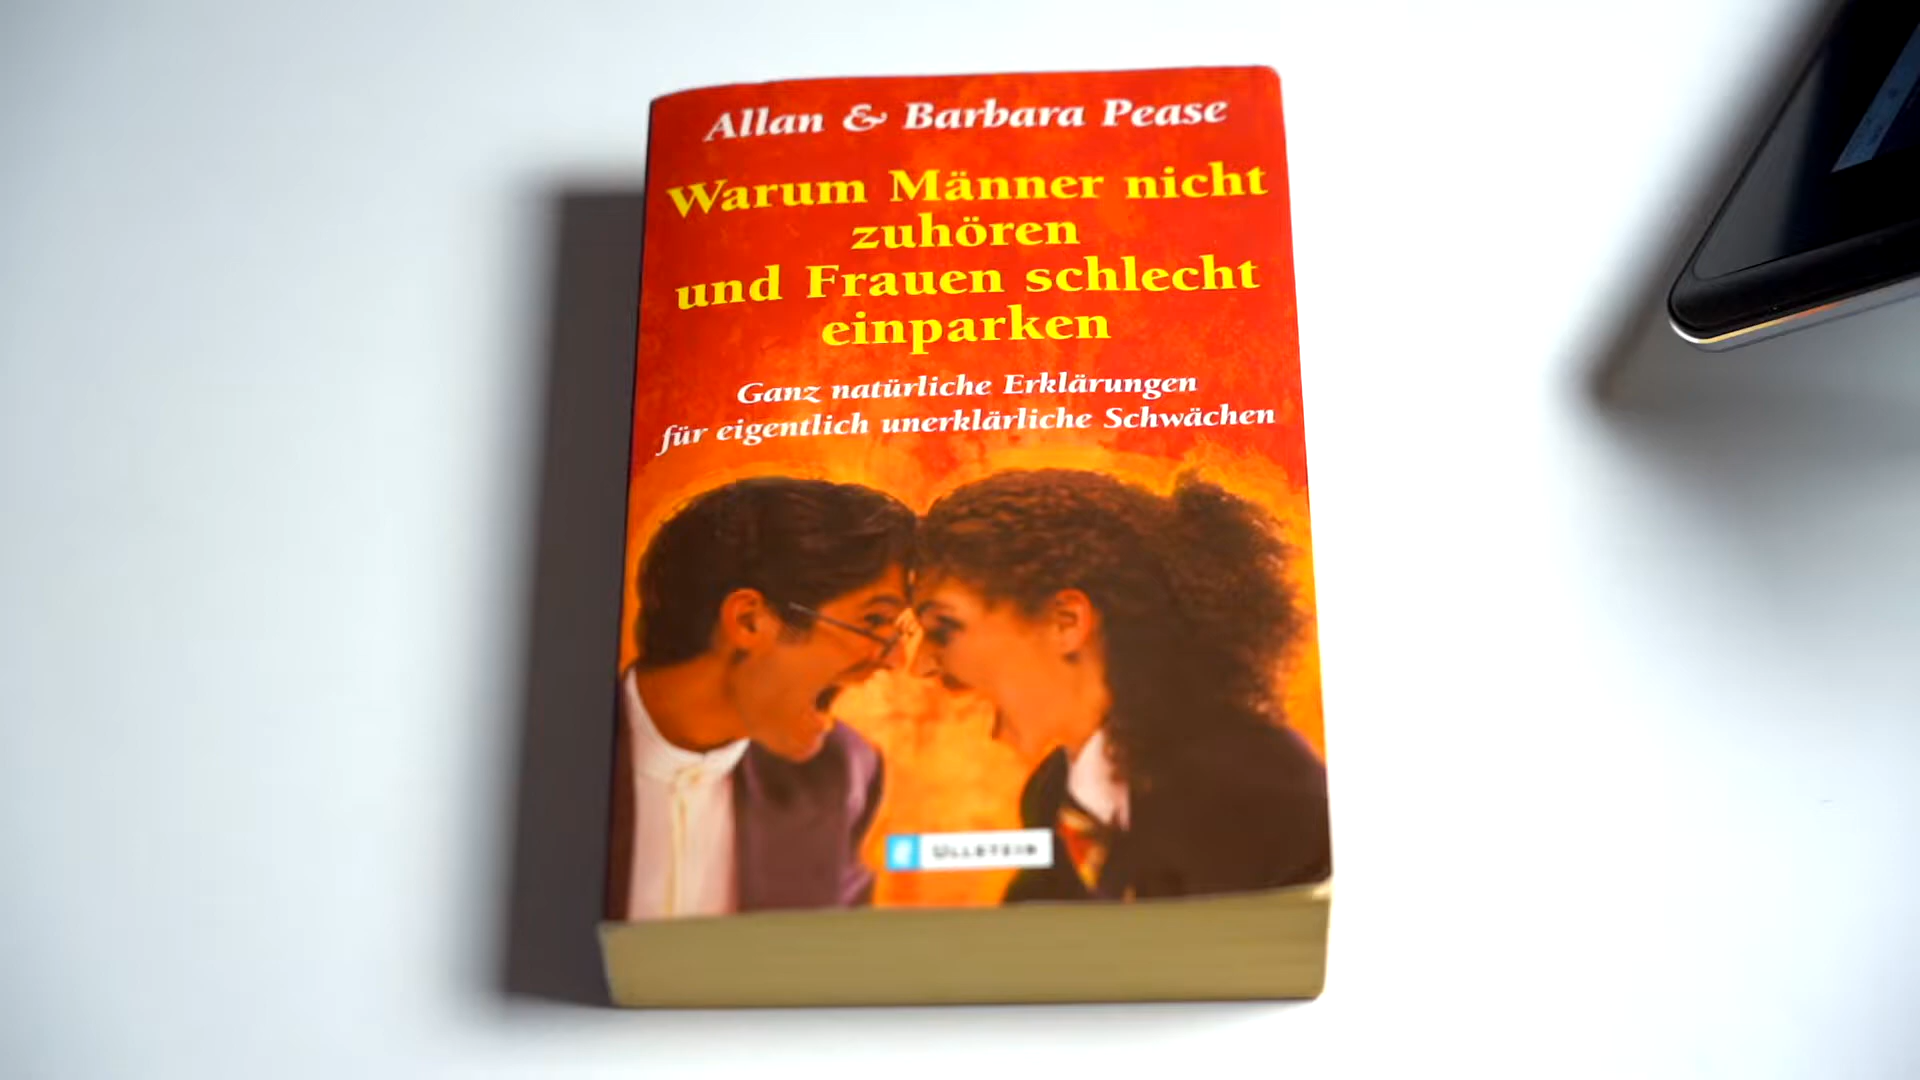 Allan & Barbara Pease
Warum Männer nicht
zuhören
und Frauen schlecht
einparken
Ganz natürliche Erklärungen
für eigentlich unerklärliche Schwächen
Ullstein